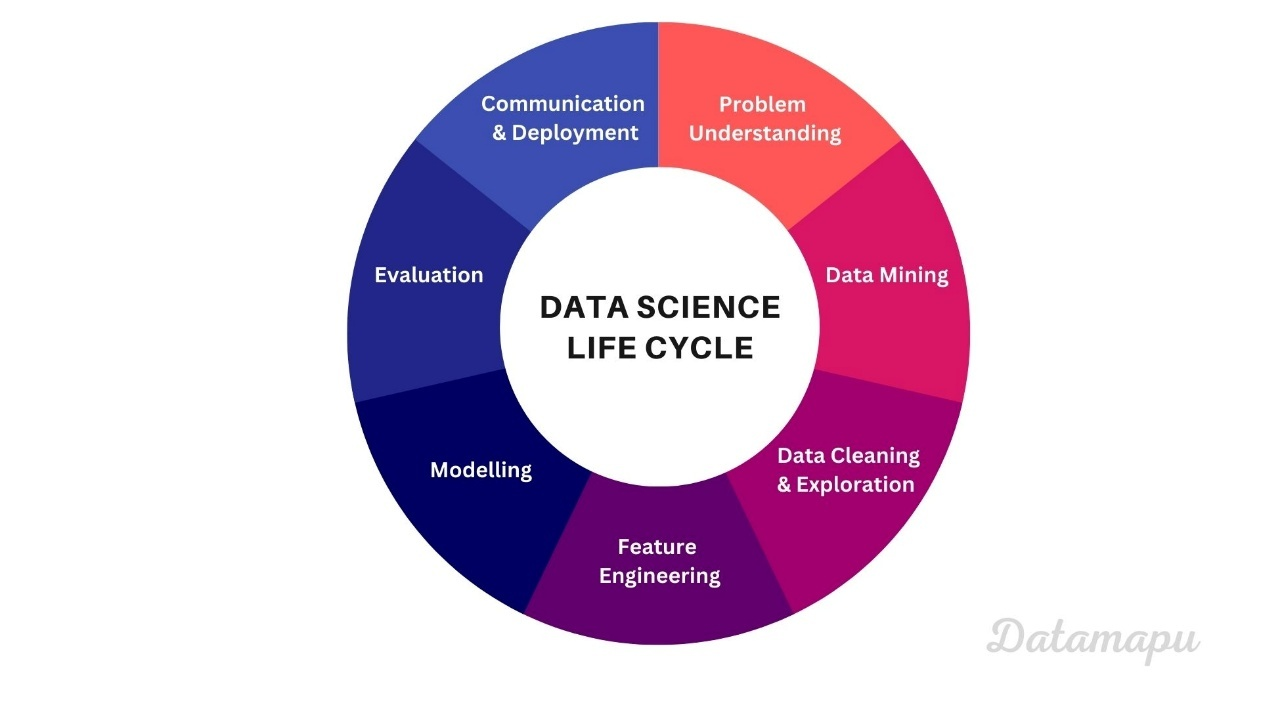 DATA SCIENCE
LIFE CYCLE
Problem
Understanding
Data Mining
Data Cleaning
& Exploration
Feature
Engineering
Modelling
Evaluation
Communication
& Deployment
Datamapu